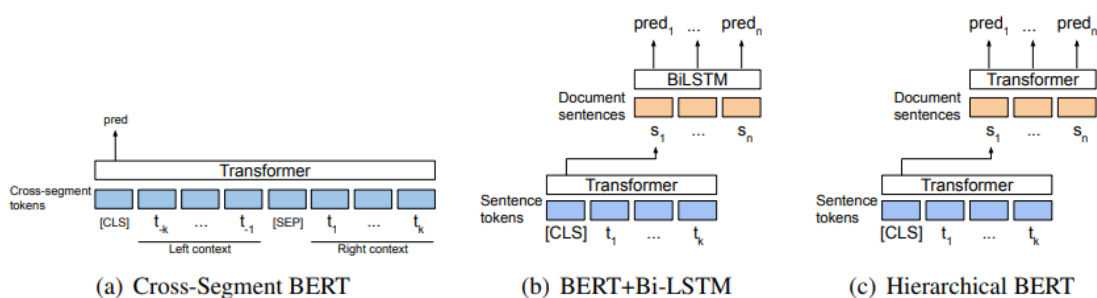 pred
Transformer
Cross-segment
tokens
[CLS] t-k ... t-1 [SEP] t1 ... tk
Left context Right context
(a) Cross-Segment BERT
pred1 ... predn
BiLSTM
Document
sentences
s1 ... sn
Transformer
Sentence
tokens
[CLS] t1 ... tk
(b) BERT+Bi-LSTM
pred1 ... predn
Transformer
Document
sentences
s1 ... sn
Transformer
Sentence
tokens
[CLS] t1 ... tk
(c) Hierarchical BERT